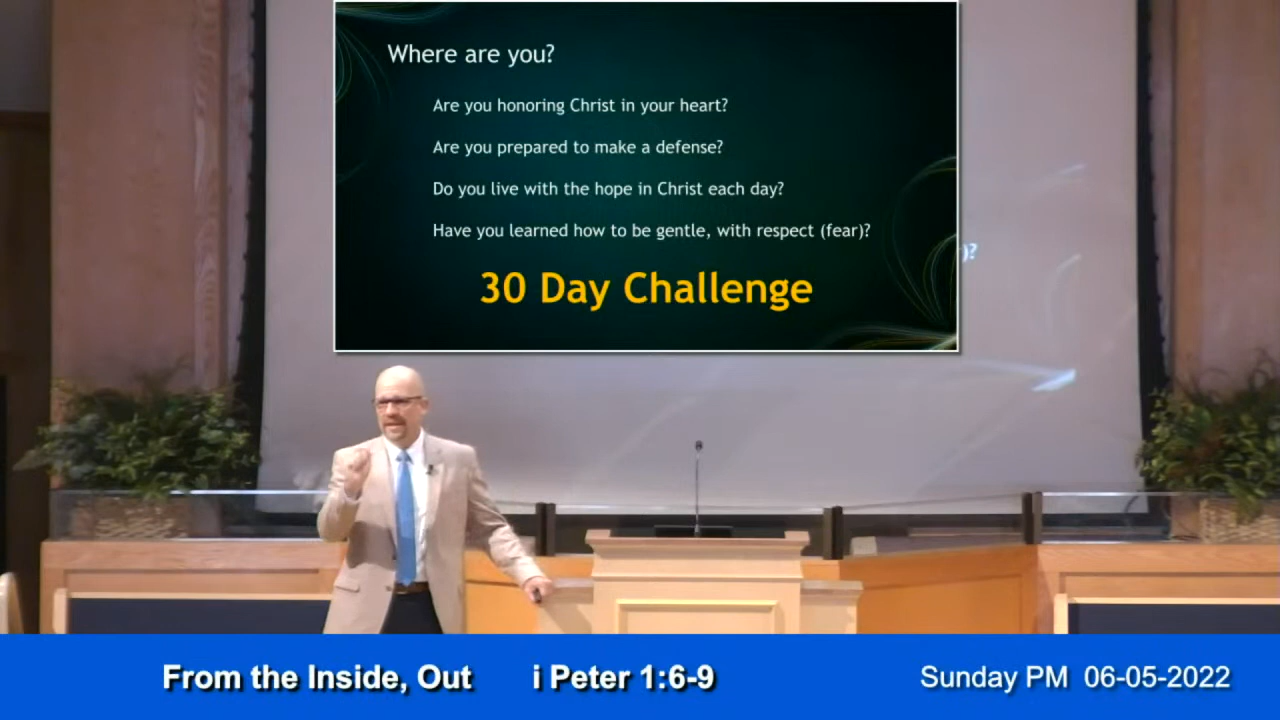 Where are you?
Are you honoring Christ in your heart?
Are you prepared to make a defense?
Do you live with the hope in Christ each day?
Have you learned how to be gentle, with respect (fear)?
)?
30 Day Challenge
From the Inside, Out i Peter 1:6-9 Sunday PM 06-05-2022